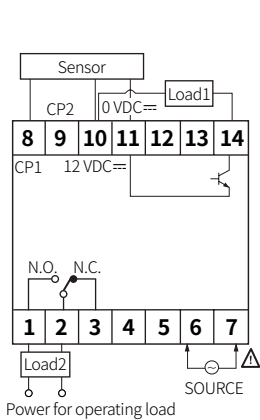 Sensor
CP2 0 VDC⎓ Load1
8 9 10 11 12 13 14
CP1 12 VDC⎓
N.O. N.C.
1 2 3 4 5 6 7
Load2
SOURCE
Power for operating load